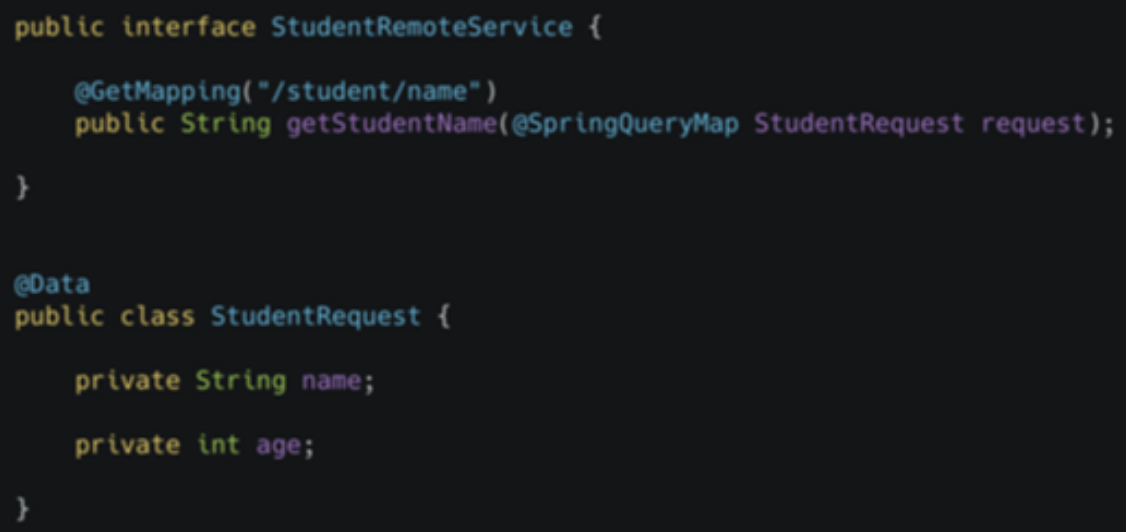 public interface StudentRemoteService {
@GetMapping("/student/name")
public String getStudentName(@SpringQueryMap StudentRequest request);
}
@Data
public class StudentRequest {
private String name;
private int age;
}